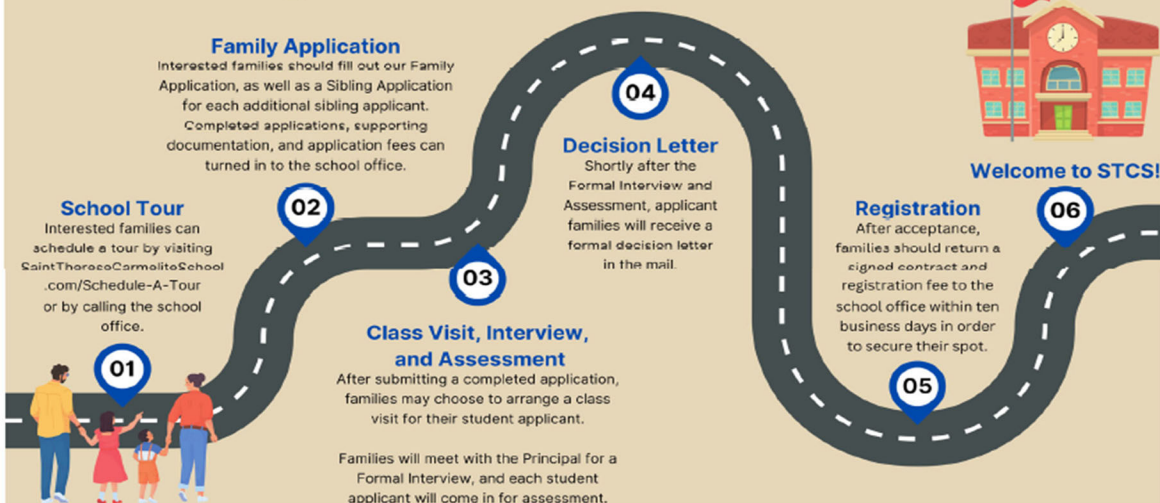 School Tour
Interested families can
schedule a tour by visiting
SaintThereseCarmeliteSchool
.com/Schedule-A-Tour
or by calling the school
office.
01
Family Application
Interested families should fill out our Family
Application, as well as a Sibling Application
for each additional sibling applicant.
Completed applications, supporting
documentation, and application fees can
turned in to the school office.
02
03
Class Visit, Interview,
and Assessment
After submitting a completed application,
families may choose to arrange a class
visit for their student applicant.
Families will meet with the Principal for a
Formal Interview, and each student
applicant will come in for assessment.
04
Decision Letter
Shortly after the
Formal Interview and
Assessment, applicant
families will receive a
formal decision letter
in the mail.
Registration
After acceptance,
families should return a
signed contract and
registration fee to the
school office within ten
business days in order
to secure their spot.
05
Welcome to STCS!
06